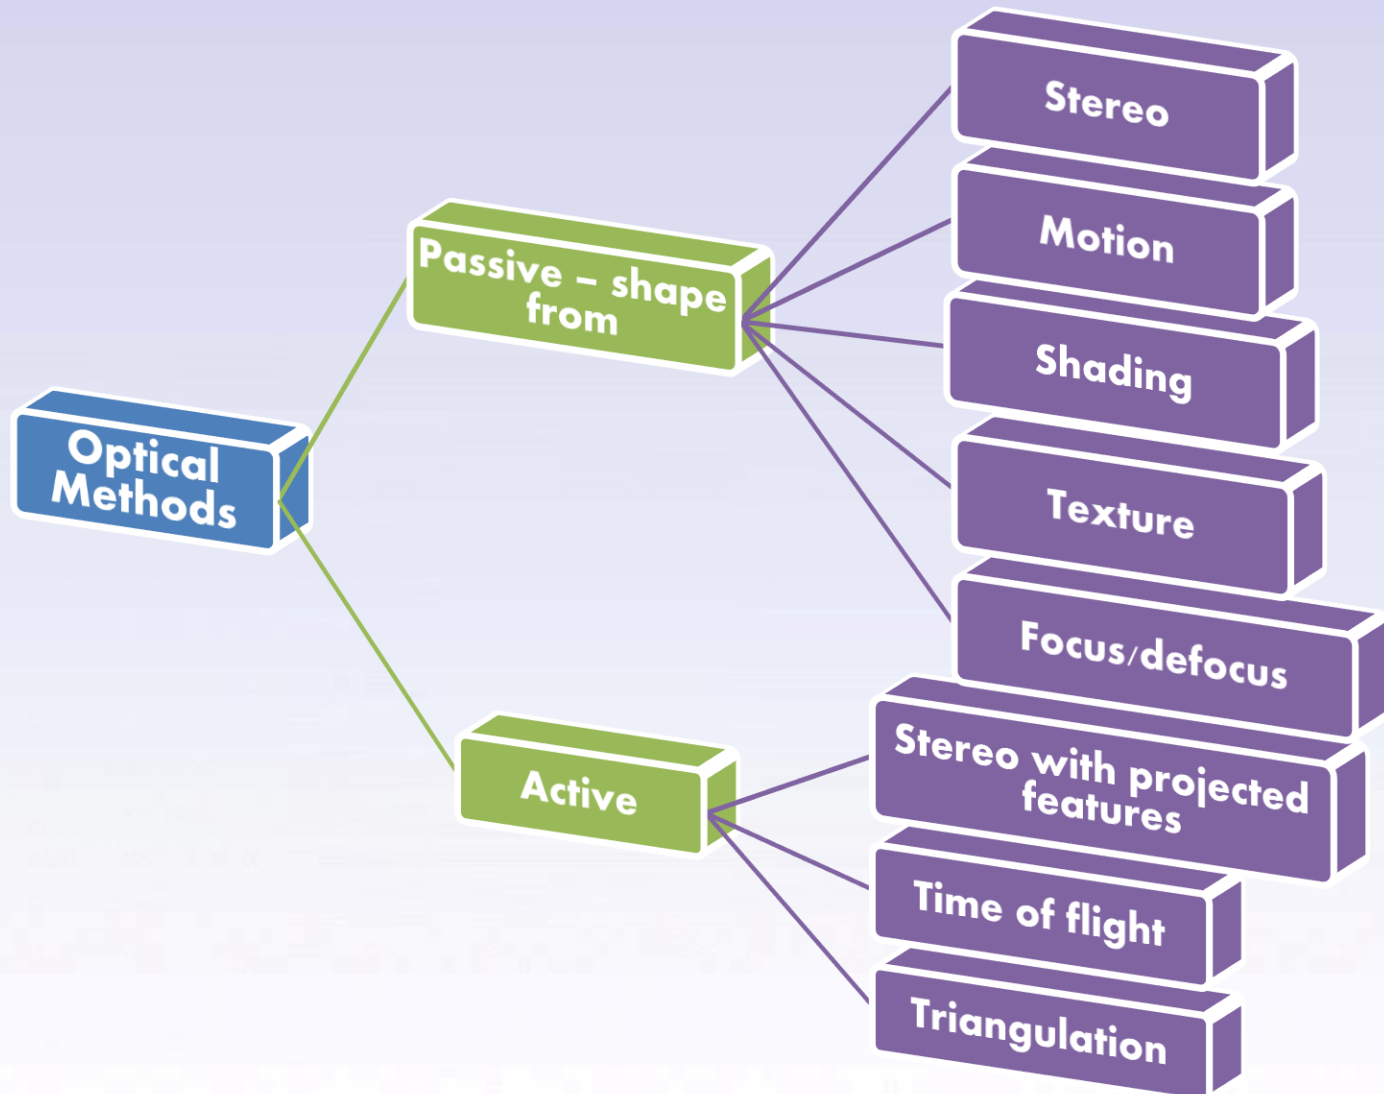 Optical
Methods
Passive – shape
from
Stereo
Motion
Shading
Texture
Focus/defocus
Active
Stereo with projected
features
Time of flight
Triangulation